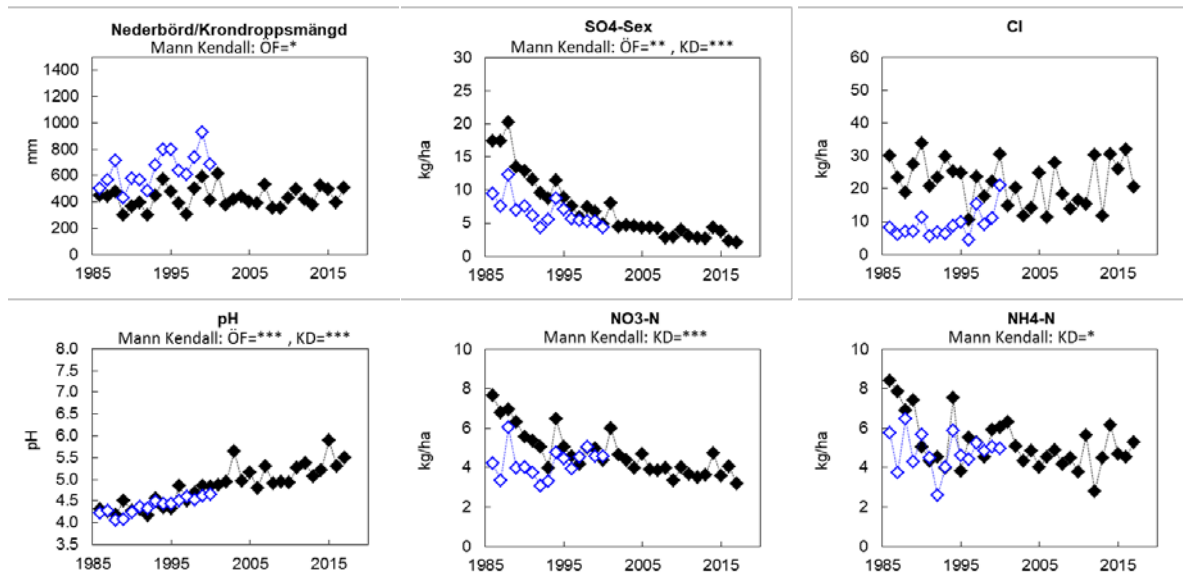 Nederbörd/Krondroppsmängd
Mann Kendall: ÖF=*
1400
1200
1000
800
600
400
200
0
mm
1985 1995 2005 2015
SO4-Sex
Mann Kendall: ÖF=** , KD=***
30
25
20
15
10
5
0
kg/ha
1985 1995 2005 2015
Cl
60
50
40
30
20
10
0
kg/ha
1985 1995 2005 2015
pH
Mann Kendall: ÖF=*** , KD=***
8.0
7.5
7.0
6.5
6.0
5.5
5.0
4.5
4.0
3.5
pH
1985 1995 2005 2015
NO3-N
Mann Kendall: KD=***
10
8
6
4
2
0
kg/ha
1985 1995 2005 2015
NH4-N
Mann Kendall: KD=*
10
8
6
4
2
0
kg/ha
1985 1995 2005 2015